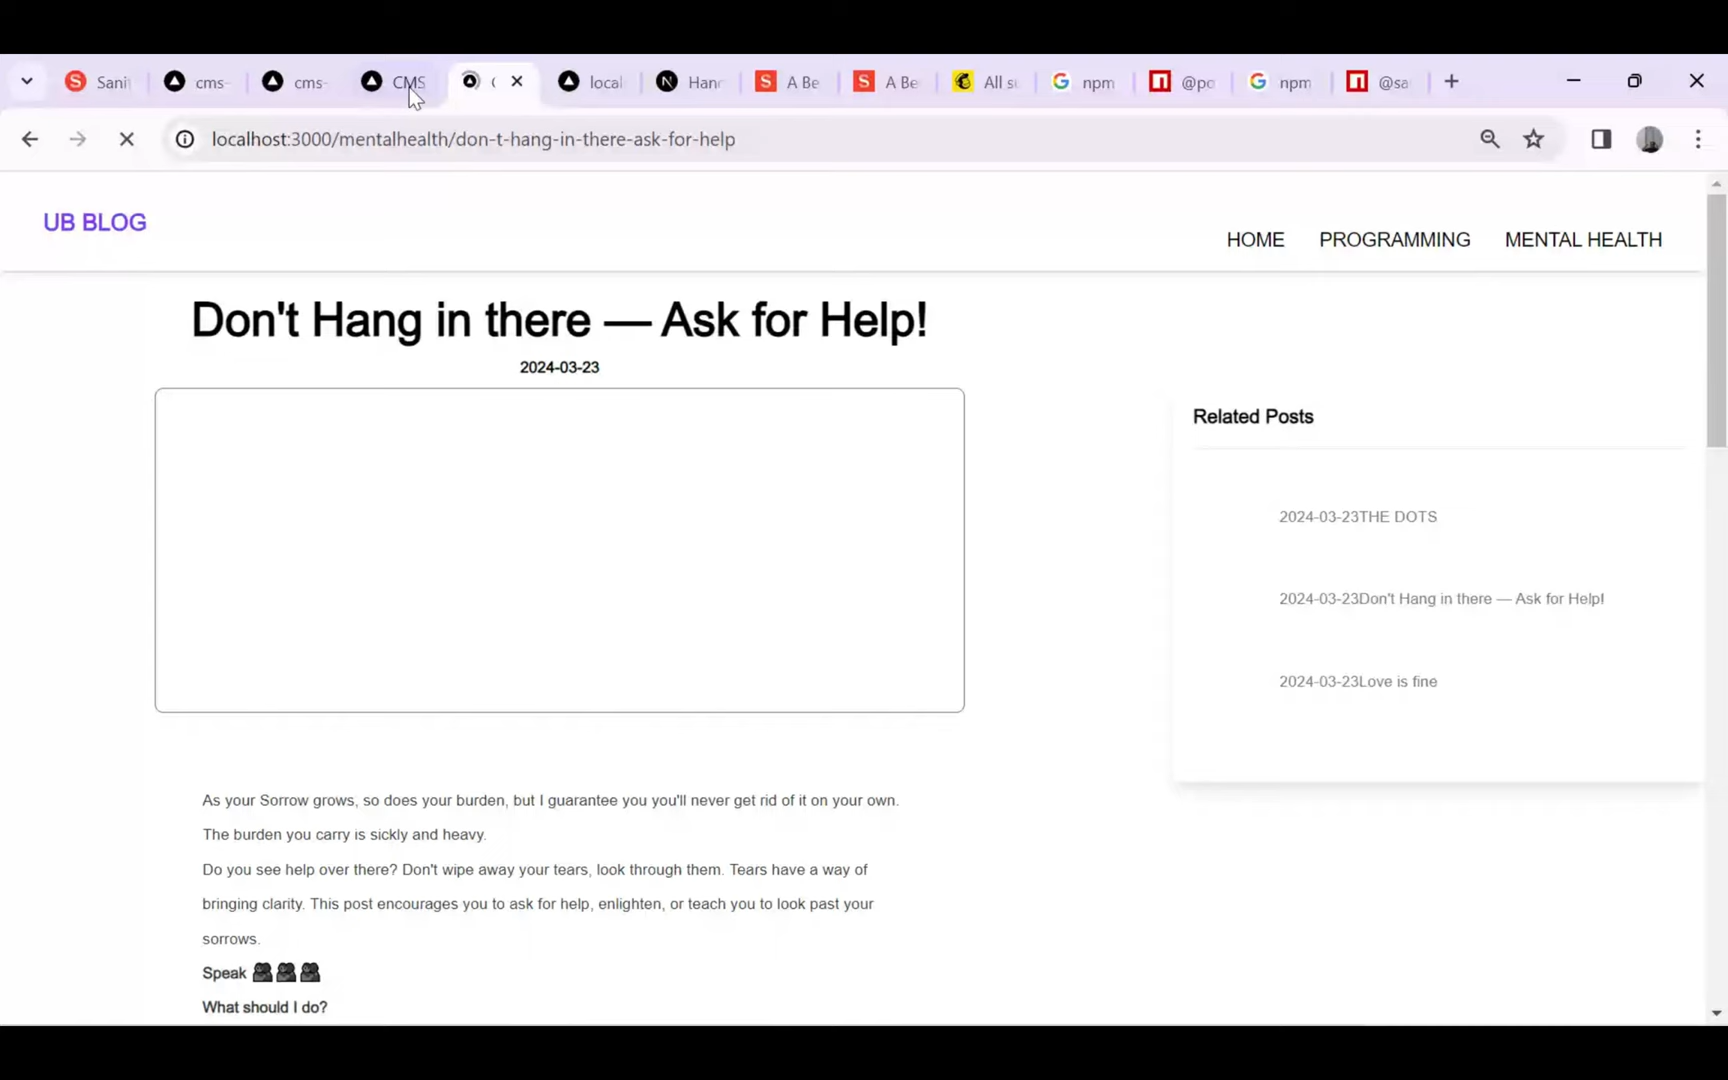 Sani
cms-
cms-
CMS
(
local
Hand
A Be
A Be
All su
npm
@po
npm
@sa
localhost:3000/mentalhealth/don-t-hang-in-there-ask-for-help
UB BLOG
HOME PROGRAMMING MENTAL HEALTH
Don't Hang in there — Ask for Help!
2024-03-23
Related Posts
2024-03-23THE DOTS
2024-03-23Don't Hang in there — Ask for Help!
2024-03-23Love is fine
As your Sorrow grows, so does your burden, but I guarantee you you'll never get rid of it on your own.
The burden you carry is sickly and heavy.
Do you see help over there? Don't wipe away your tears, look through them. Tears have a way of
bringing clarity. This post encourages you to ask for help, enlighten, or teach you to look past your
sorrows.
Speak
What should I do?